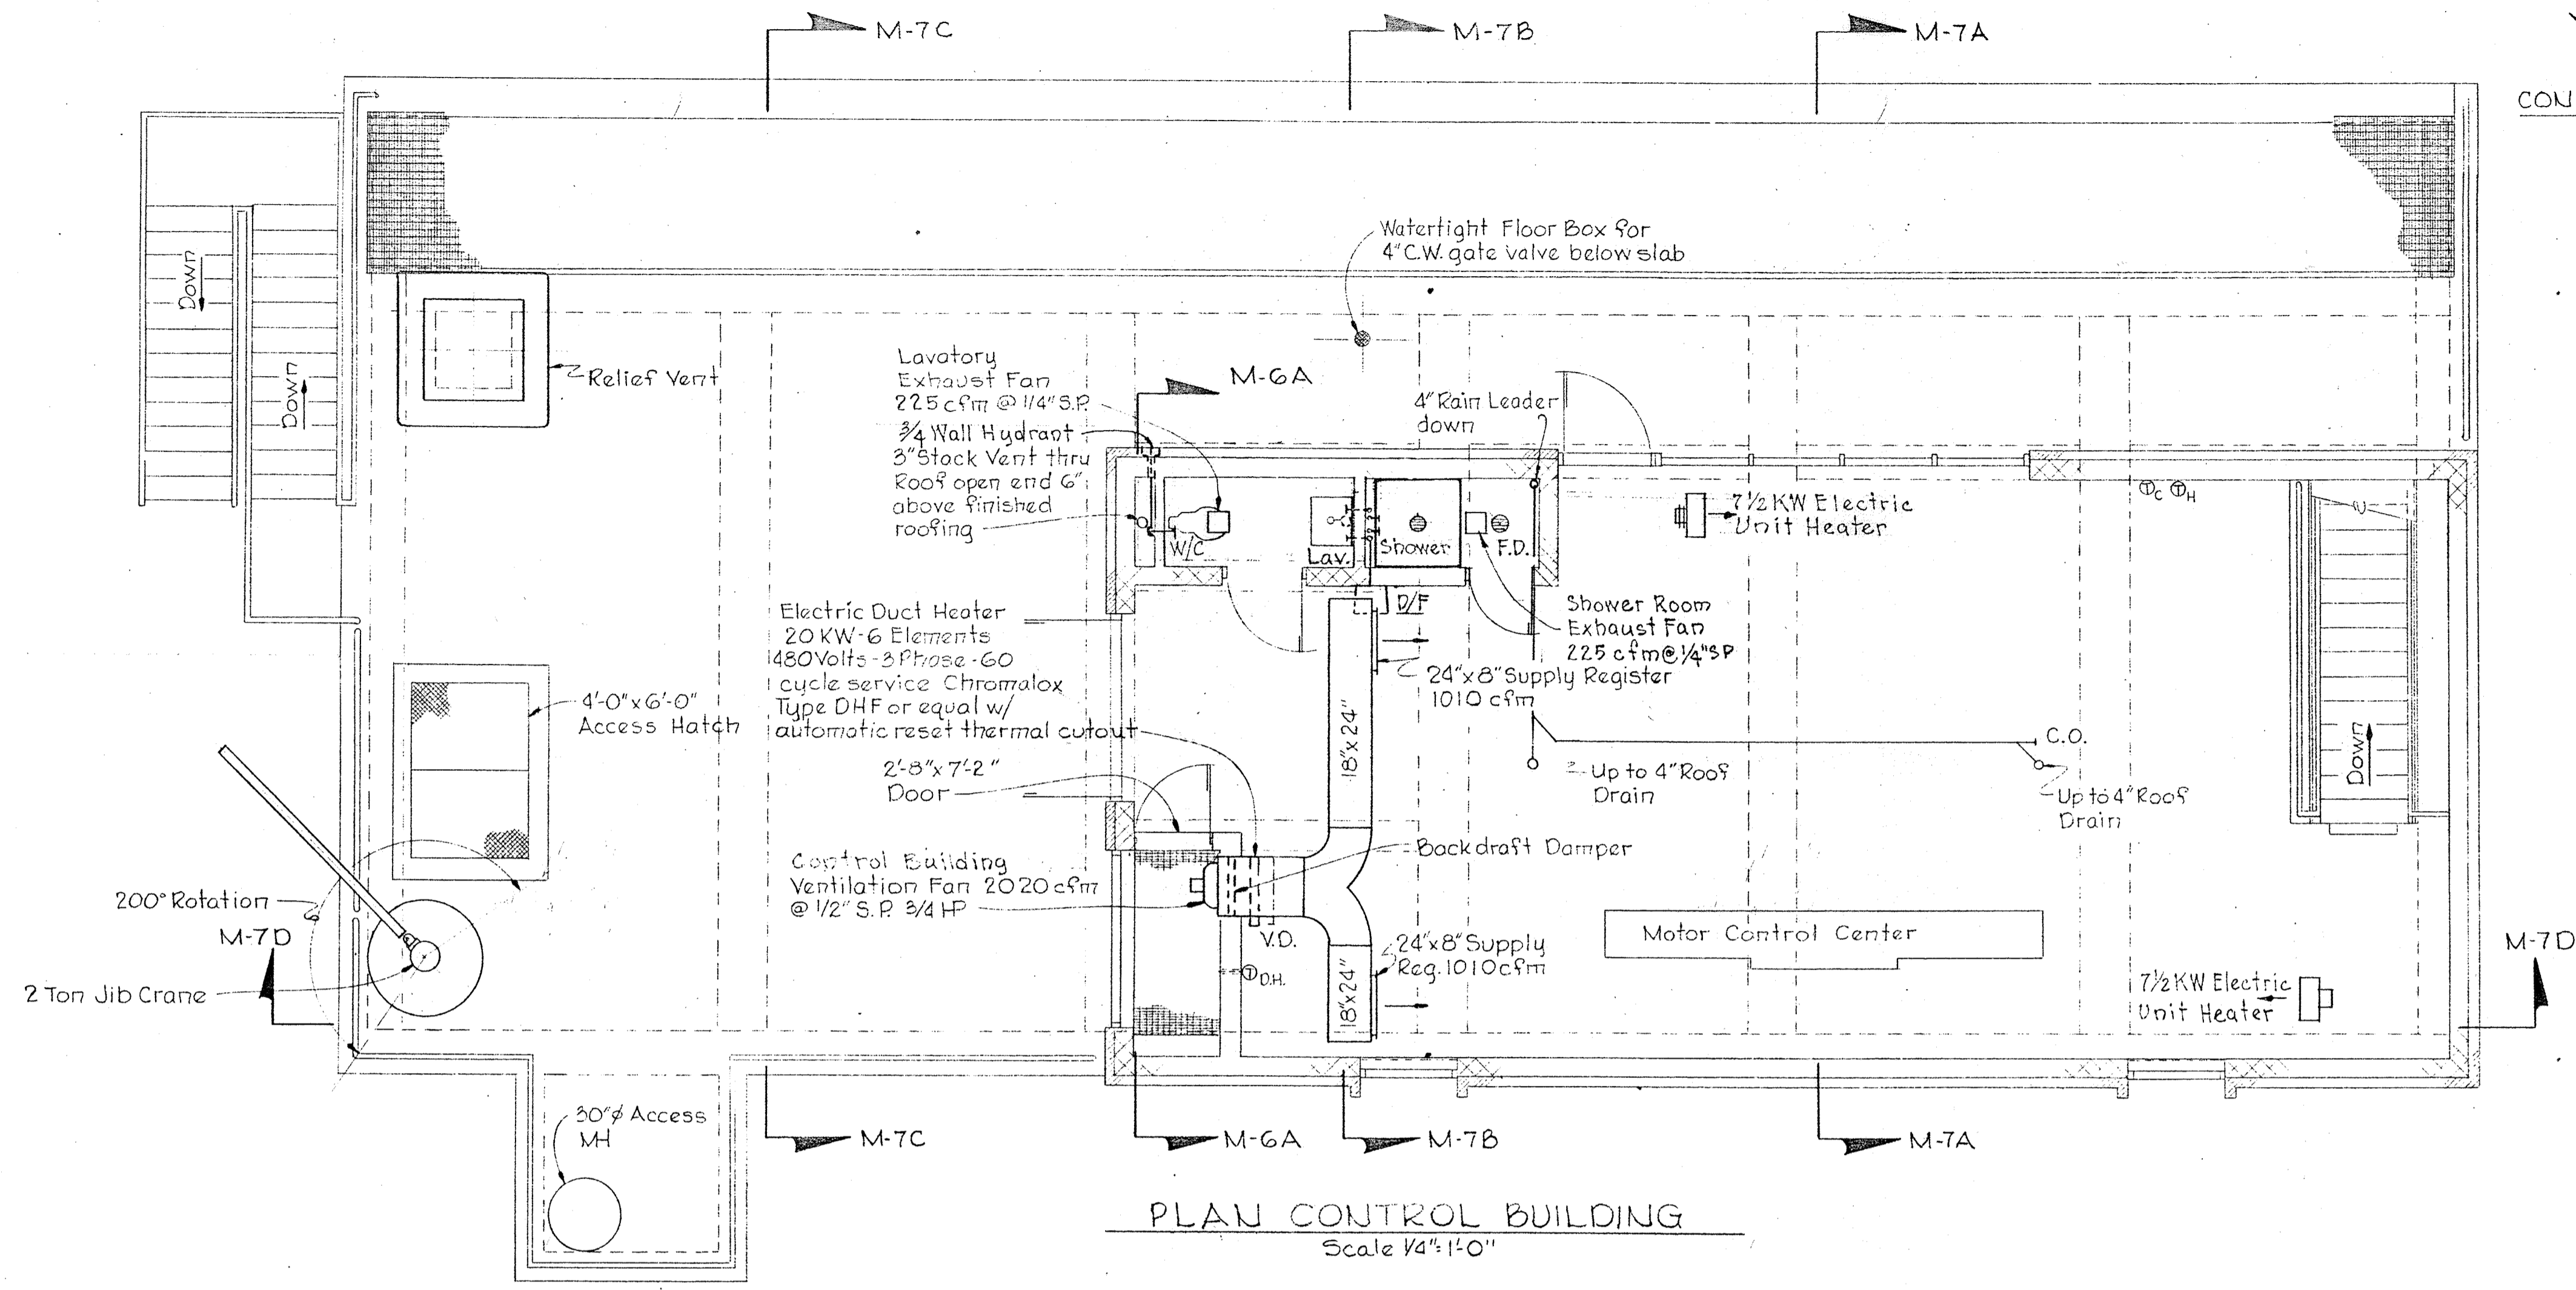 M-7C
M-7B
M-7A
CON
Down
Down
Relief Vent
Watertight Floor Box for
4" C.W. gate valve below slab
Lavatory
Exhaust Fan
225 cfm @ 1/4" S.P.
3/4 Wall Hydrant
3" Stack Vent thru
Roof open end 6"
above finished
roofing
M-6A
4" Rain Leader
down
W/C
Lav.
Shower
F.D.
7½ KW Electric
Unit Heater
T C T H
Electric Duct Heater
20 KW-6 Elements
480 Volts-3 Phase-60
cycle service Chromalox
Type DHF or equal w/
automatic reset thermal cutout
D/F
Shower Room
Exhaust Fan
225 cfm @ ¼" SP
24"x8" Supply Register
1010 cfm
18"x24"
4'-0"x6'-0"
Access Hatch
2'-8"x7'-2"
Door
Up to 4" Roof
Drain
C.O.
Up to 4" Roof
Drain
Down
Control Building
Ventilation Fan 2020 cfm
@ 1/2" S.P. 3/4 HP
Backdraft Damper
200° Rotation
M-7D
2 Ton Jib Crane
V.D.
T D.H.
24"x8" Supply
Reg. 1010 cfm
18"x24"
Motor Control Center
7½ KW Electric
Unit Heater
M-7D
30"ø Access
MH
M-7C
M-6A
M-7B
M-7A
PLAN CONTROL BUILDING
Scale 1/4"=1'-0"